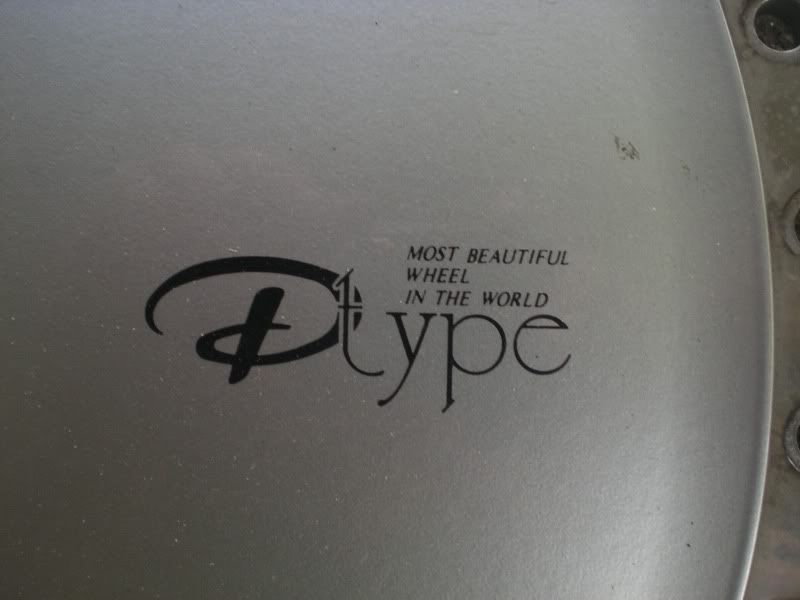 MOST BEAUTIFUL
WHEEL
IN THE WORLD
Dtype